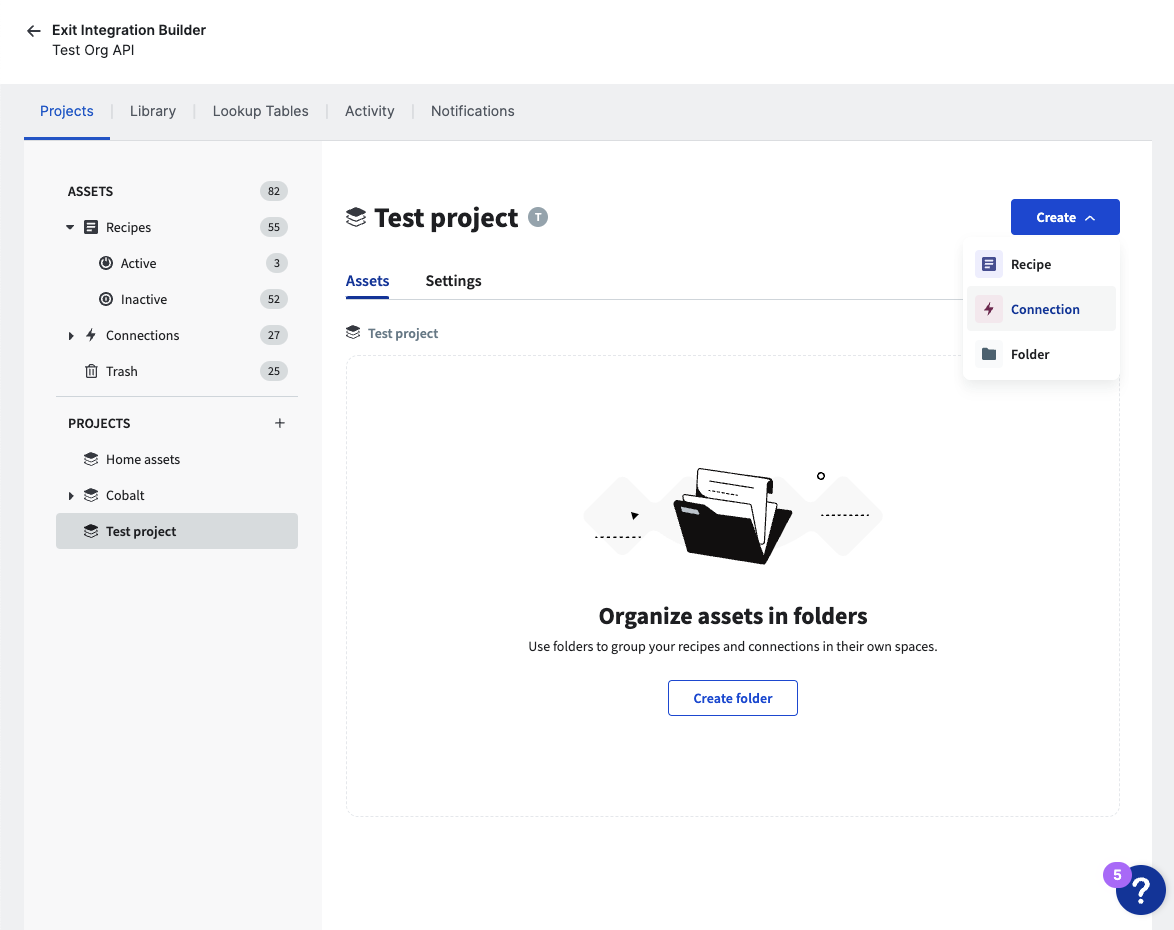 Exit Integration Builder
Test Org API
Projects
Library
Lookup Tables
Activity
Notifications
ASSETS 82
Recipes 55
Active 3
Inactive 52
Connections 27
Trash 25
PROJECTS
Home assets
Cobalt
Test project
Test project T
Create
Recipe
Connection
Folder
Assets
Settings
Test project
Organize assets in folders
Use folders to group your recipes and connections in their own spaces.
Create folder
5
?